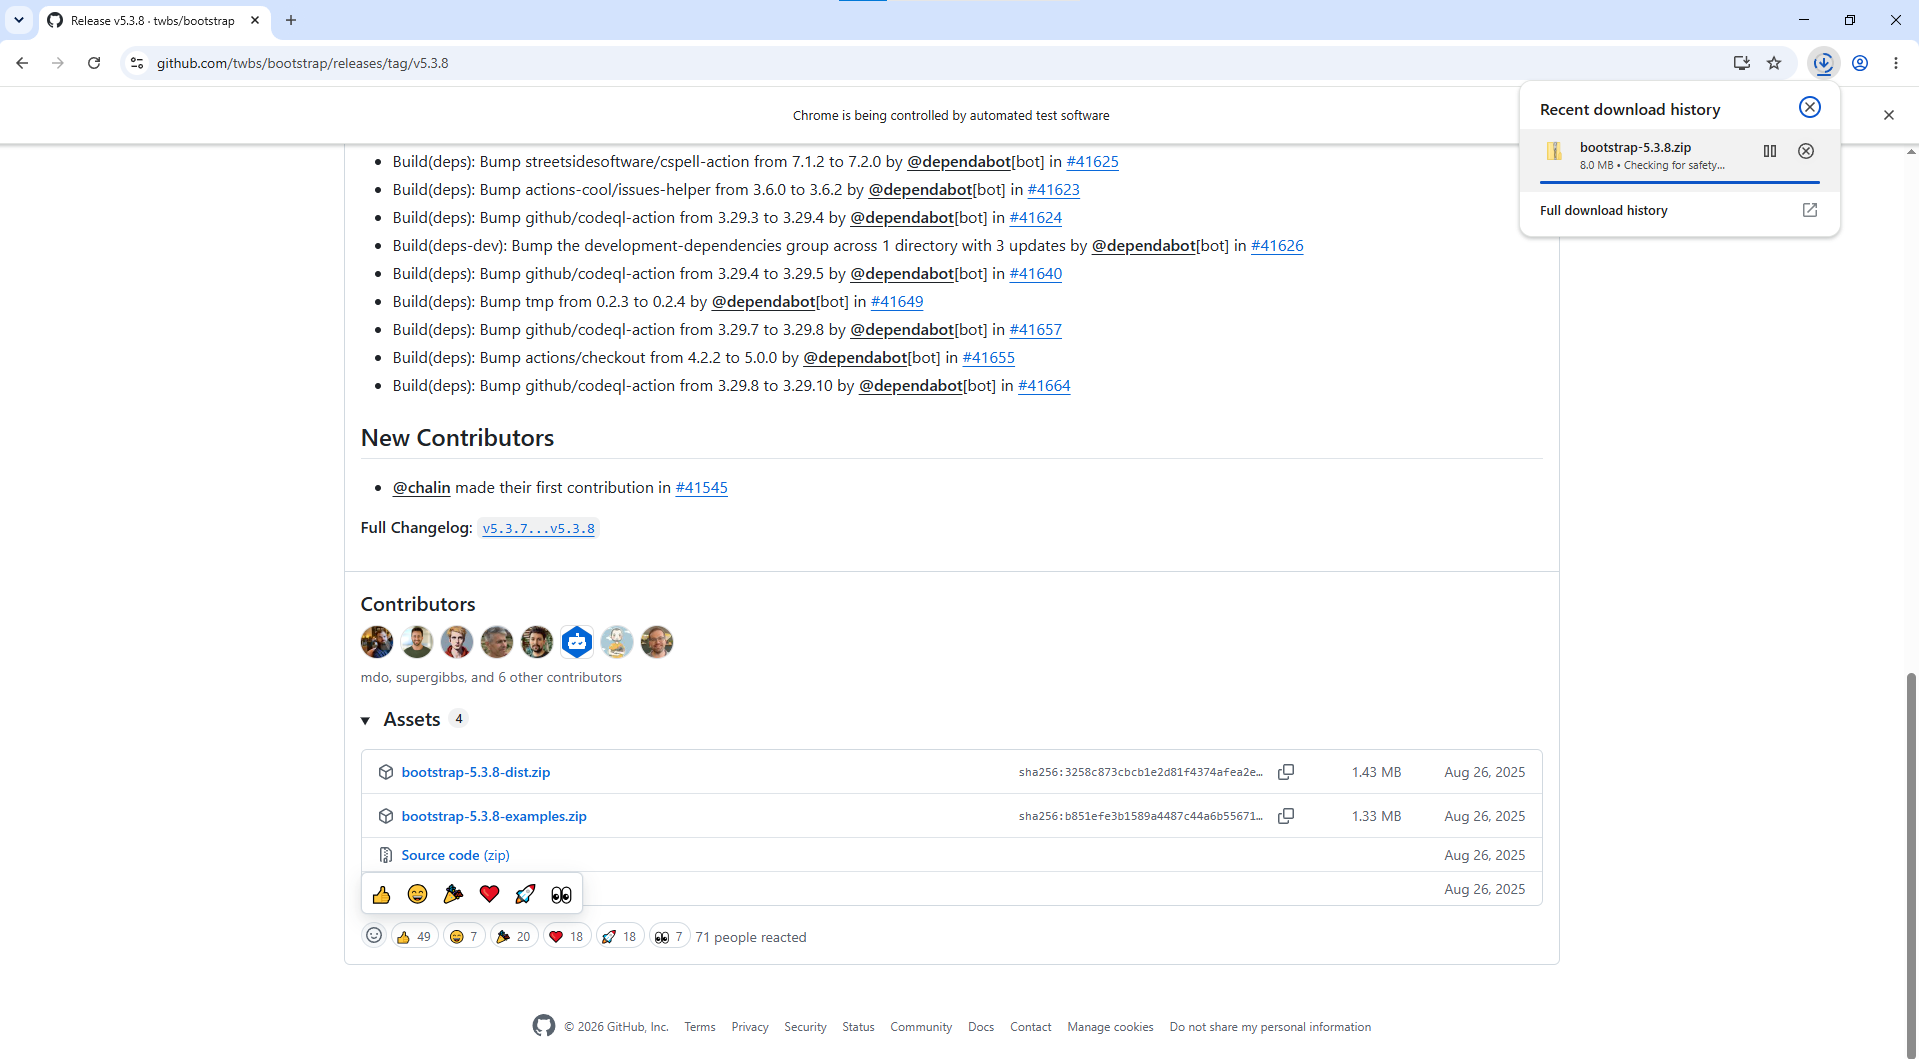 Release v5.3.8 · twbs/bootstrap
github.com/twbs/bootstrap/releases/tag/v5.3.8
Chrome is being controlled by automated test software
Recent download history
bootstrap-5.3.8.zip
8.0 MB • Checking for safety...
Full download history
Build(deps): Bump streetsidesoftware/cspell-action from 7.1.2 to 7.2.0 by @dependabot[bot] in #41625
Build(deps): Bump actions-cool/issues-helper from 3.6.0 to 3.6.2 by @dependabot[bot] in #41623
Build(deps): Bump github/codeql-action from 3.29.3 to 3.29.4 by @dependabot[bot] in #41624
Build(deps-dev): Bump the development-dependencies group across 1 directory with 3 updates by @dependabot[bot] in #41626
Build(deps): Bump github/codeql-action from 3.29.4 to 3.29.5 by @dependabot[bot] in #41640
Build(deps): Bump tmp from 0.2.3 to 0.2.4 by @dependabot[bot] in #41649
Build(deps): Bump github/codeql-action from 3.29.7 to 3.29.8 by @dependabot[bot] in #41657
Build(deps): Bump actions/checkout from 4.2.2 to 5.0.0 by @dependabot[bot] in #41655
Build(deps): Bump github/codeql-action from 3.29.8 to 3.29.10 by @dependabot[bot] in #41664
New Contributors
@chalin made their first contribution in #41545
Full Changelog: v5.3.7...v5.3.8
Contributors
mdo, supergibbs, and 6 other contributors
Assets 4
bootstrap-5.3.8-dist.zip sha256:3258c873cbcb1e2d81f4374afea2e… 1.43 MB Aug 26, 2025
bootstrap-5.3.8-examples.zip sha256:b851efe3b1589a4487c44a6b55671… 1.33 MB Aug 26, 2025
Source code (zip) Aug 26, 2025
Aug 26, 2025
49 7 20 18 18 7 71 people reacted
© 2026 GitHub, Inc. Terms Privacy Security Status Community Docs Contact Manage cookies Do not share my personal information